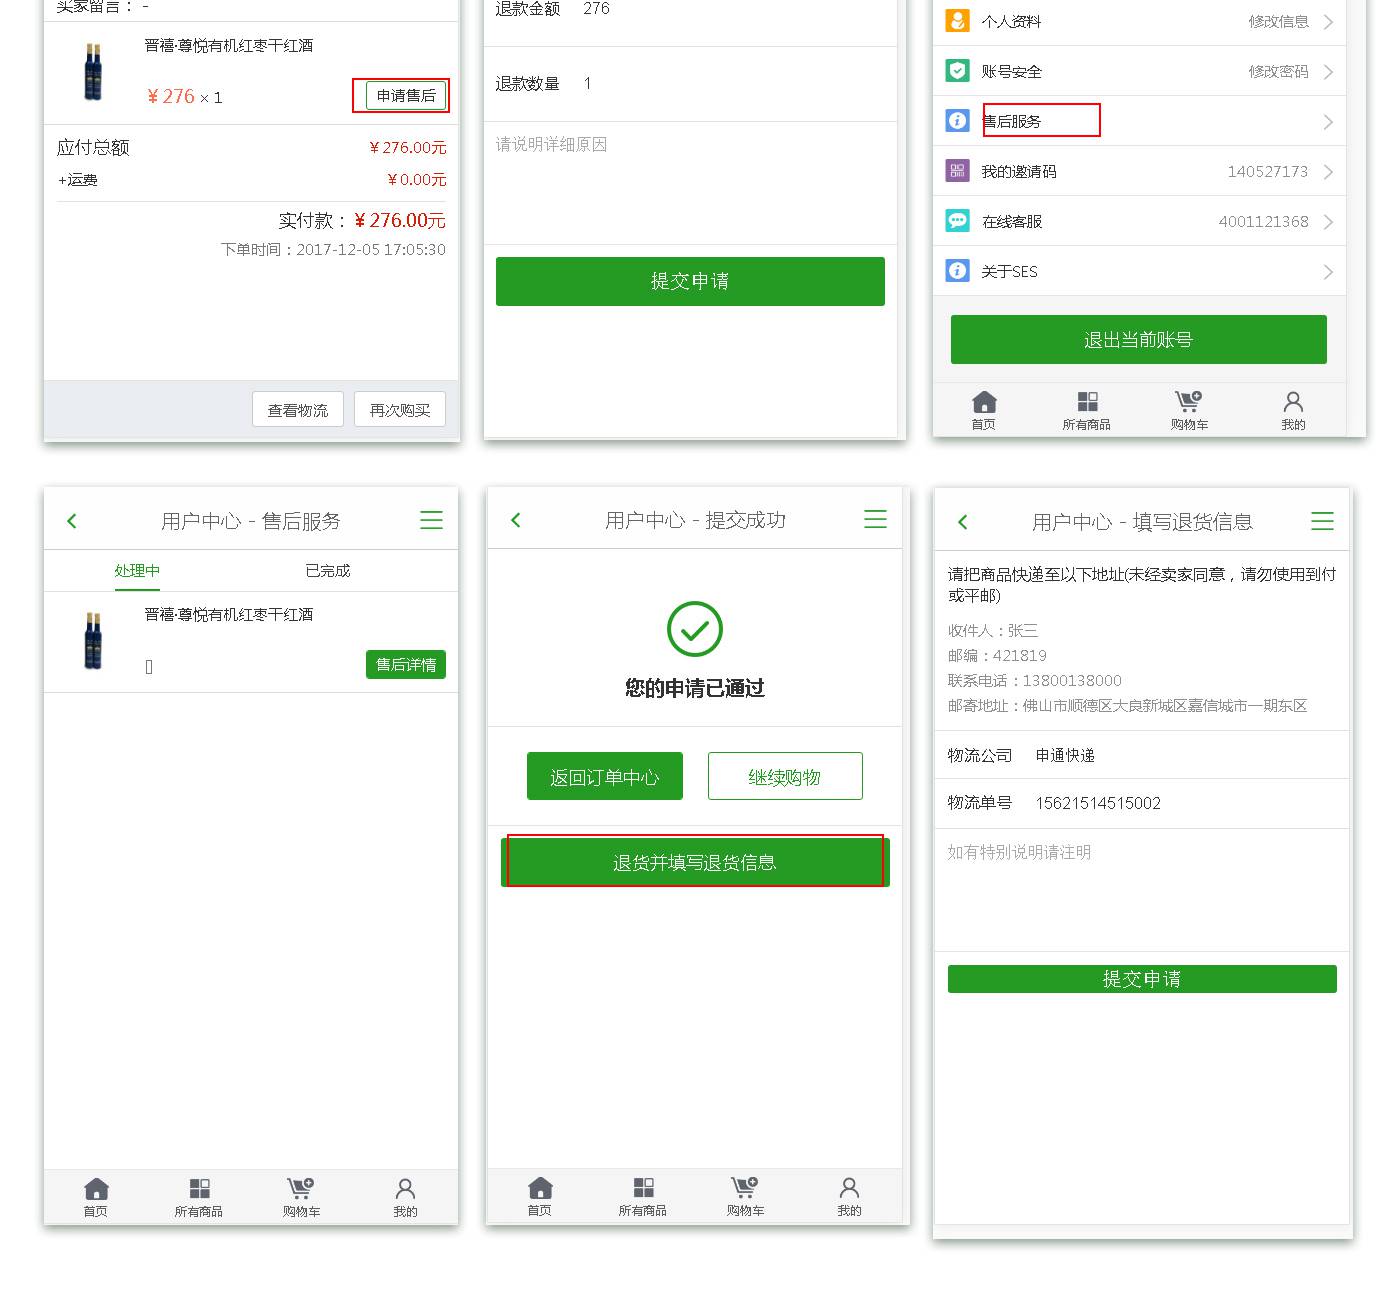 买家留言： -
晋禧·尊悦有机红枣干红酒
¥ 276 × 1
申请售后
应付总额
¥ 276.00元
+运费
¥ 0.00元
实付款： ¥ 276.00元
下单时间：2017-12-05 17:05:30
查看物流
再次购买
退款金额 276
退款数量 1
请说明详细原因
提交申请
个人资料
修改信息
账号安全
修改密码
售后服务
我的邀请码
140527173
在线客服
4001121368
关于SES
退出当前账号
首页
所有商品
购物车
我的
用户中心 - 售后服务
处理中
已完成
晋禧·尊悦有机红枣干红酒
售后详情
首页
所有商品
购物车
我的
用户中心 - 提交成功
您的申请已通过
返回订单中心
继续购物
退货并填写退货信息
首页
所有商品
购物车
我的
用户中心 - 填写退货信息
请把商品快递至以下地址(未经卖家同意，请勿使用到付
或平邮)
收件人：张三
邮编：421819
联系电话：13800138000
邮寄地址：佛山市顺德区大良新城区嘉信城市一期东区
物流公司 申通快递
物流单号 15621514515002
如有特别说明请注明
提交申请